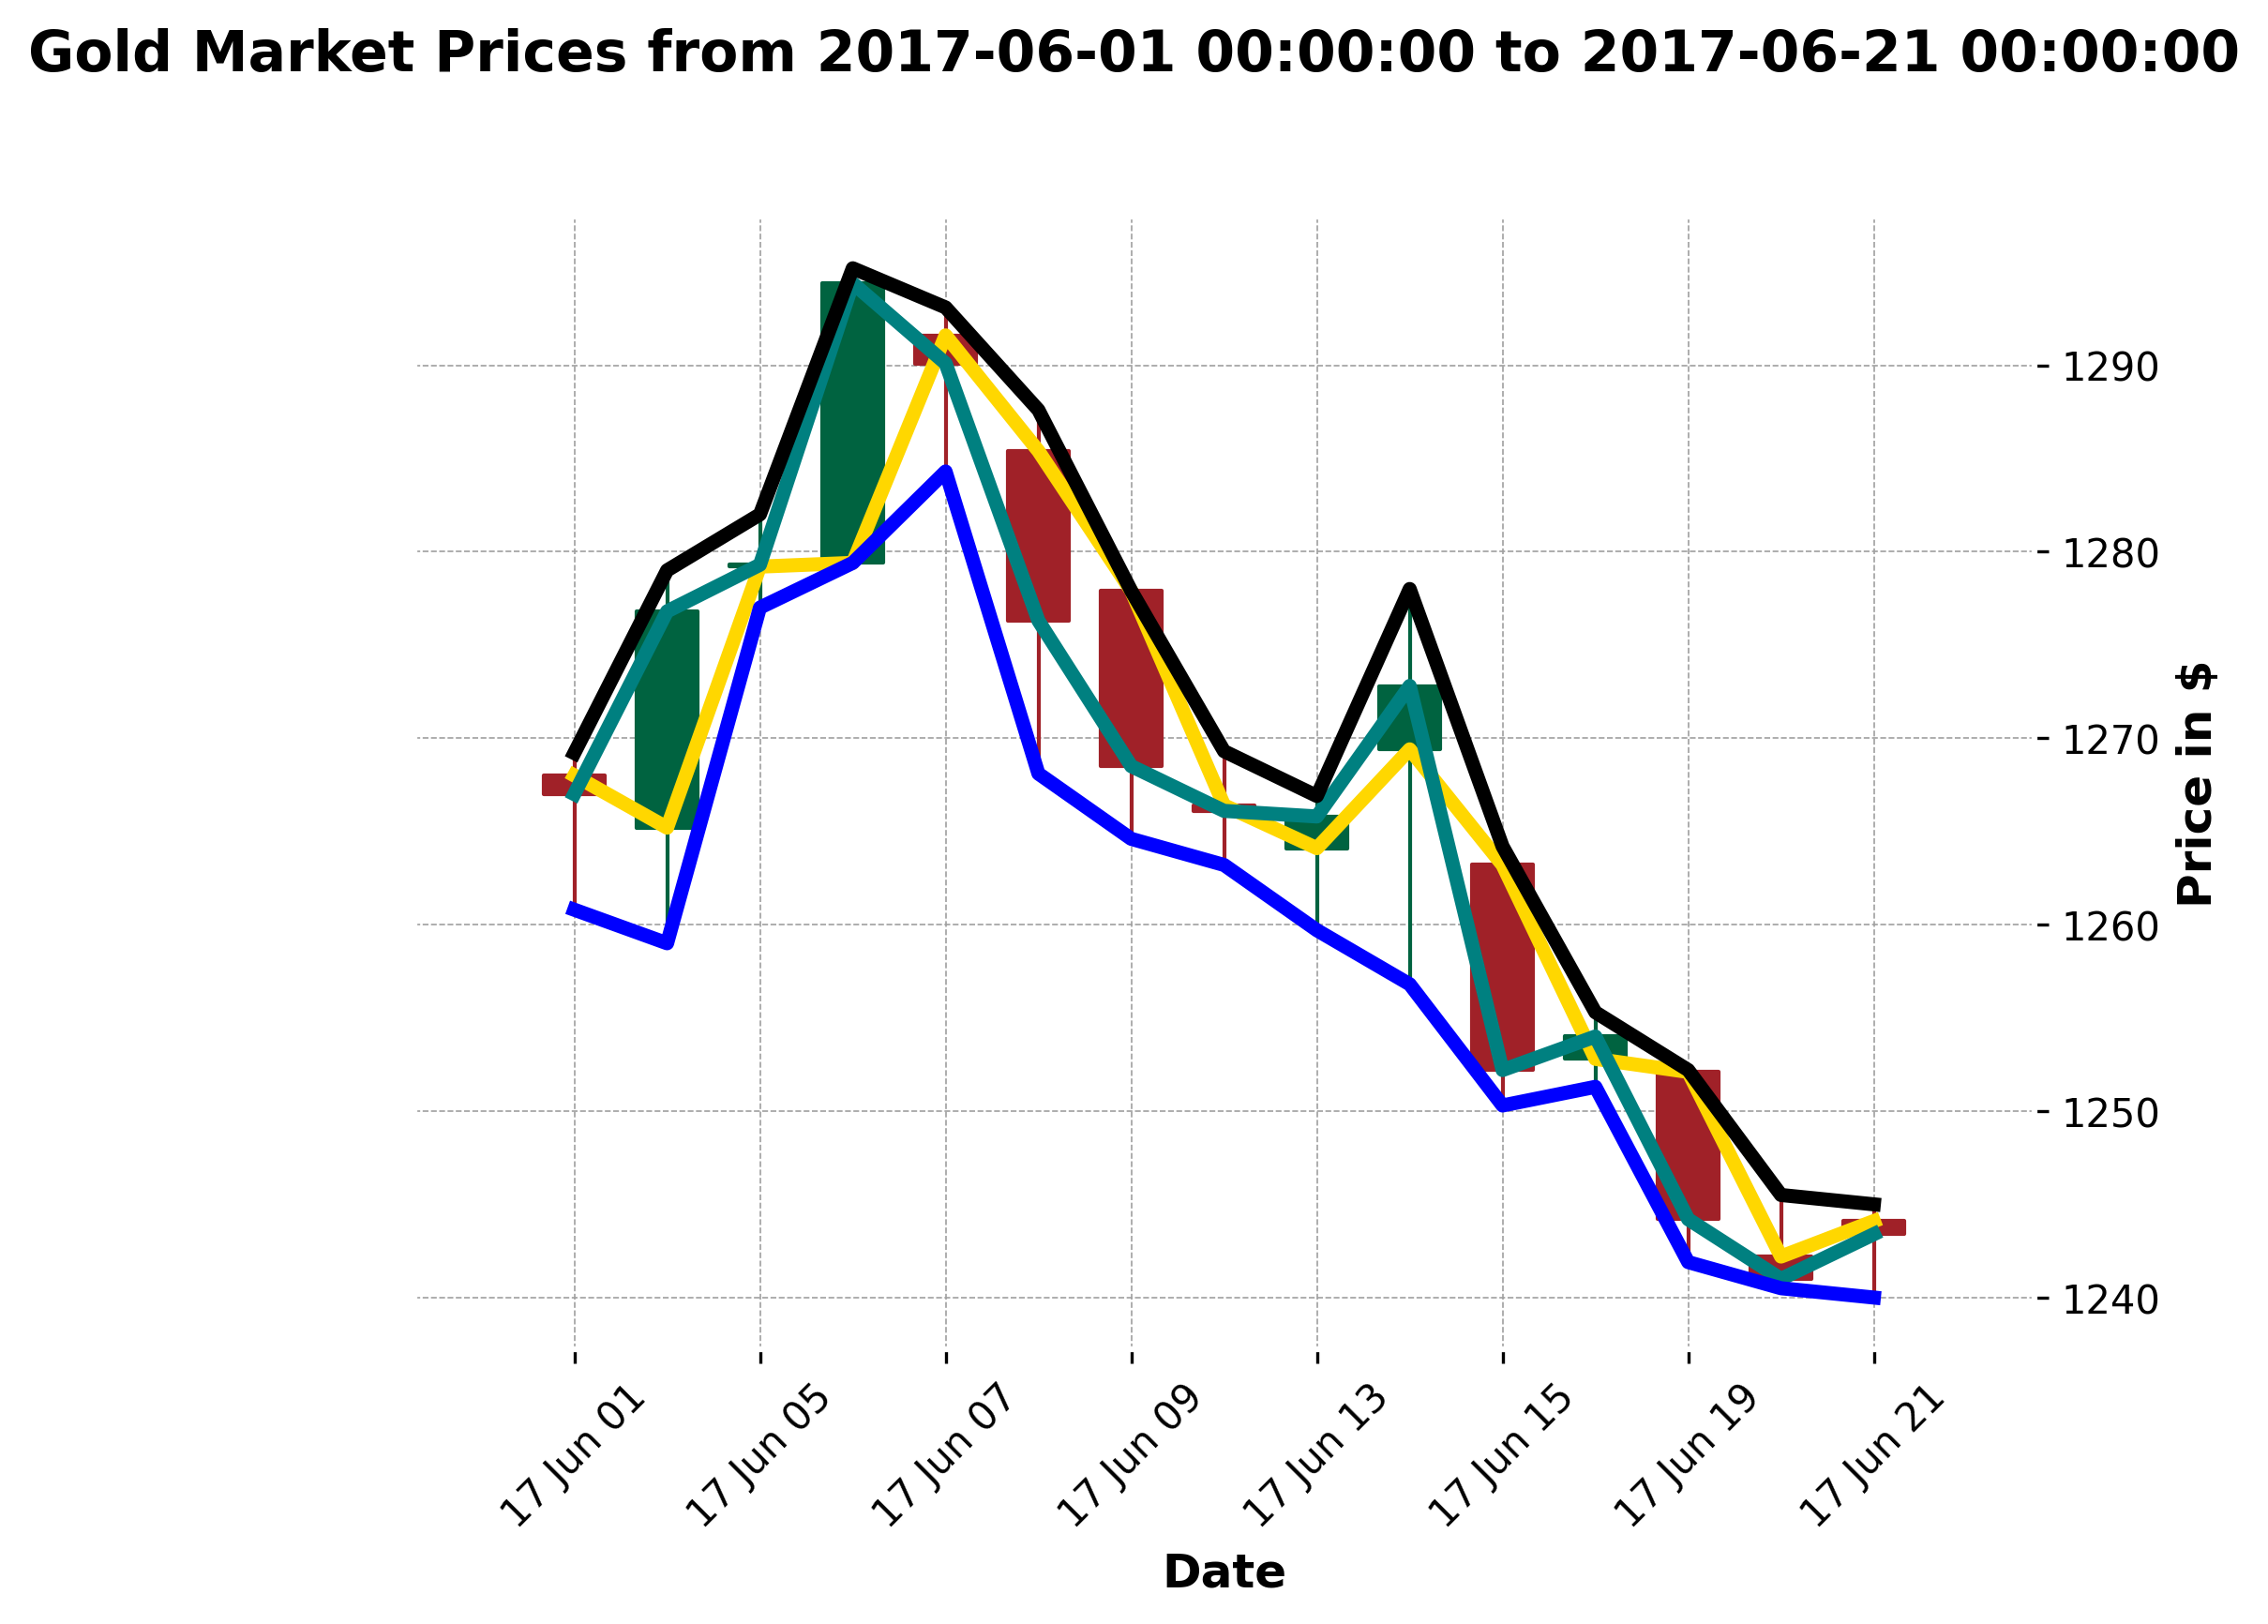 Gold Market Prices from 2017-06-01 00:00:00 to 2017-06-21 00:00:00
1290
1280
1270
1260
1250
1240
Price in $
17 Jun 01
17 Jun 05
17 Jun 07
17 Jun 09
17 Jun 13
17 Jun 15
17 Jun 19
17 Jun 21
Date